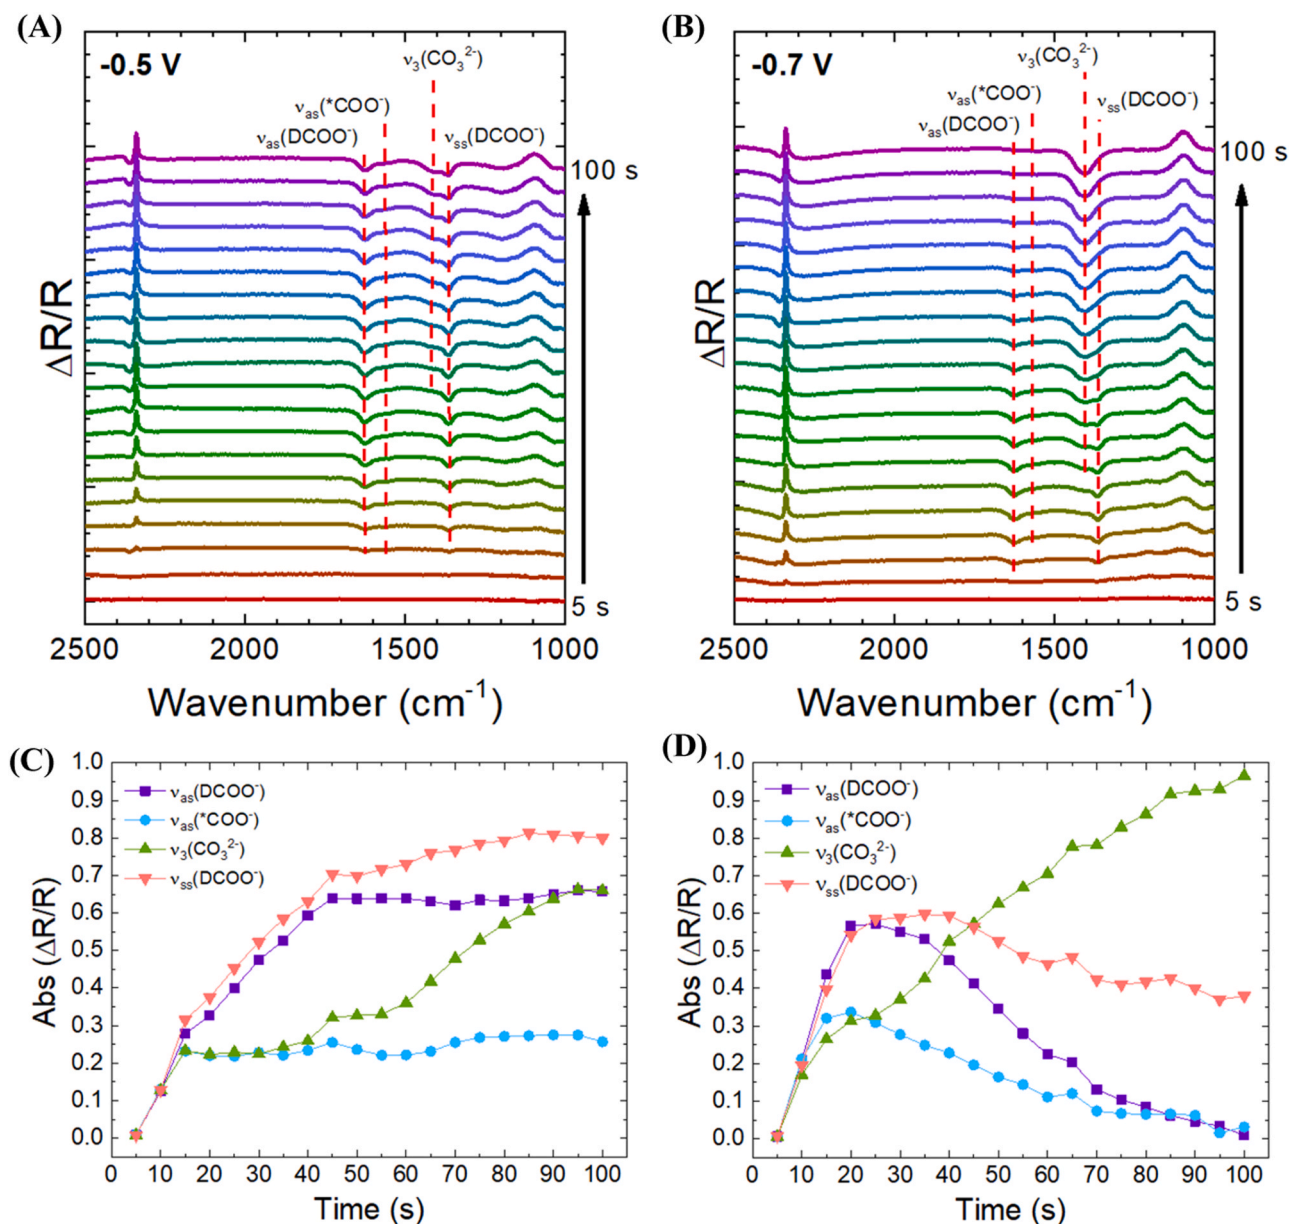 (A)
-0.5 V
ν3(CO3 2-)
νas(*COO-)
νas(DCOO-)
νss(DCOO-)
100 s
5 s
ΔR/R
2500 2000 1500 1000
Wavenumber (cm-1)
(B)
-0.7 V
ν3(CO3 2-)
νas(*COO-)
νas(DCOO-)
νss(DCOO-)
100 s
5 s
ΔR/R
2500 2000 1500 1000
Wavenumber (cm-1)
(C)
1.0
0.9
0.8
0.7
0.6
0.5
0.4
0.3
0.2
0.1
0.0
Abs (ΔR/R)
νas(DCOO-)
νas(*COO-)
ν3(CO3 2-)
νss(DCOO-)
0 10 20 30 40 50 60 70 80 90 100
Time (s)
(D)
1.0
0.9
0.8
0.7
0.6
0.5
0.4
0.3
0.2
0.1
0.0
Abs (ΔR/R)
νas(DCOO-)
νas(*COO-)
ν3(CO3 2-)
νss(DCOO-)
0 10 20 30 40 50 60 70 80 90 100
Time (s)